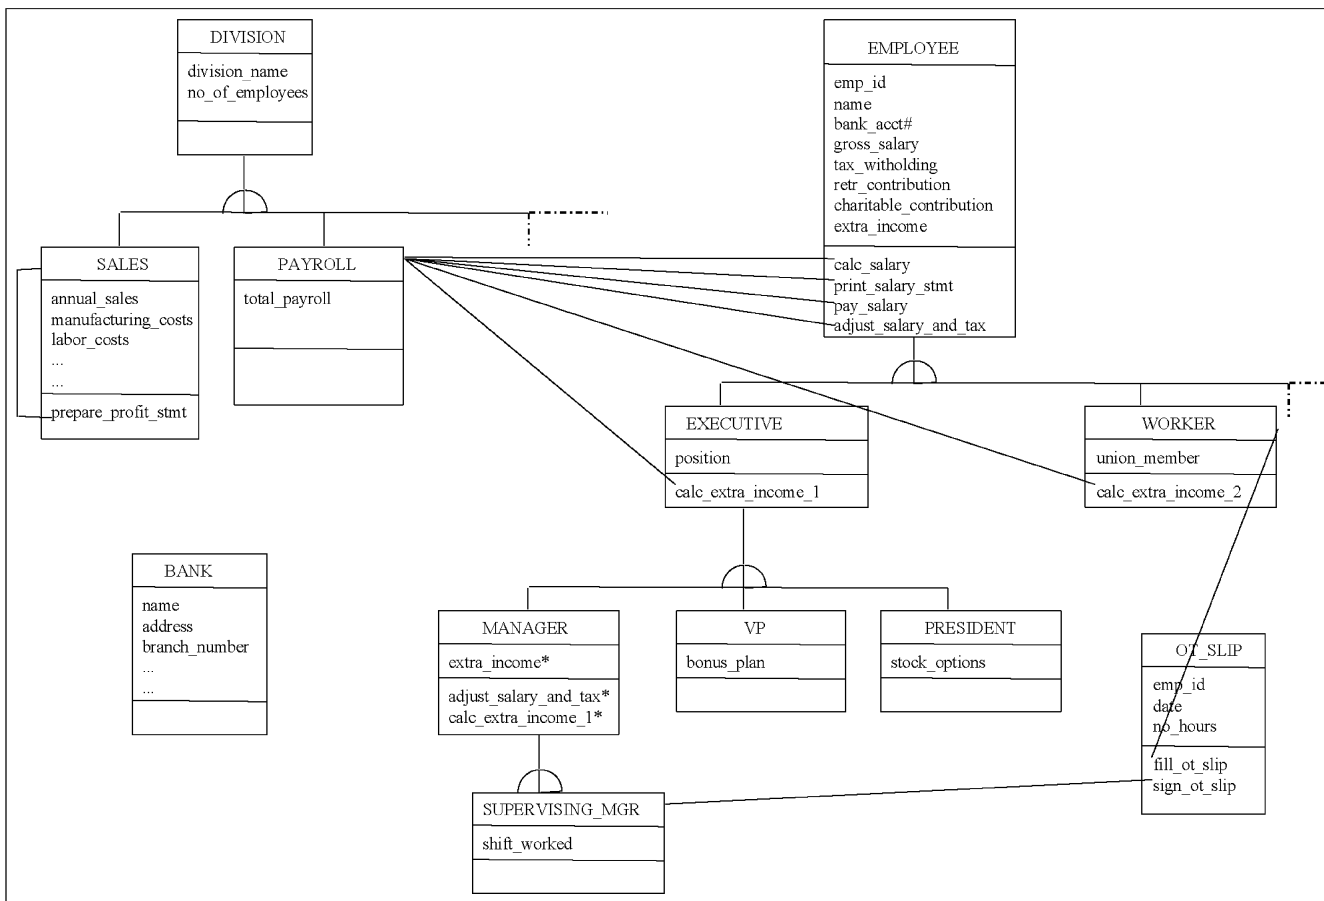 DIVISION
division_name
no_of_employees
EMPLOYEE
emp_id
name
bank_acct#
gross_salary
tax_witholding
retr_contribution
charitable_contribution
extra_income
calc_salary
print_salary_stmt
pay_salary
adjust_salary_and_tax
SALES
annual_sales
manufacturing_costs
labor_costs
...
...
prepare_profit_stmt
PAYROLL
total_payroll
EXECUTIVE
position
calc_extra_income_1
WORKER
union_member
calc_extra_income_2
BANK
name
address
branch_number
...
...
MANAGER
extra_income*
adjust_salary_and_tax*
calc_extra_income_1*
VP
bonus_plan
PRESIDENT
stock_options
OT_SLIP
emp_id
date
no_hours
fill_ot_slip
sign_ot_slip
SUPERVISING_MGR
shift_worked